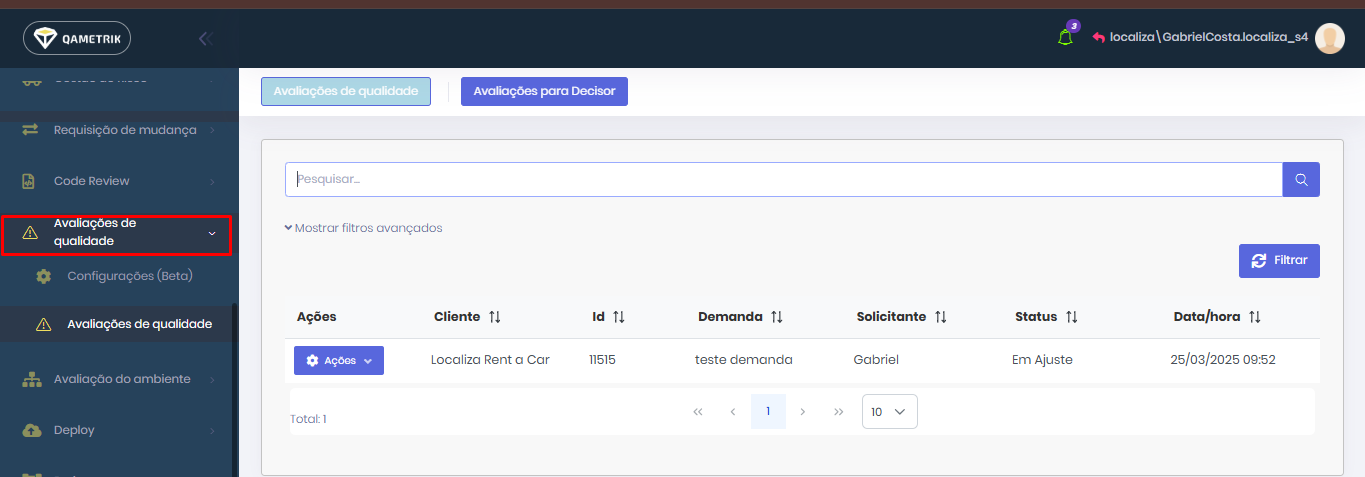 QAMETRIK
3
localiza\GabrielCosta.localiza_s4
Requisição de mudança
Code Review
Avaliações de
qualidade
Configurações (Beta)
Avaliações de qualidade
Avaliação do ambiente
Deploy
Avaliações de qualidade
Avaliações para Decisor
Pesquisar...
Mostrar filtros avançados
Filtrar
Ações Cliente Id Demanda Solicitante Status Data/hora
Ações Localiza Rent a Car 11515 teste demanda Gabriel Em Ajuste 25/03/2025 09:52
Total: 1
« ‹ 1 › » 10